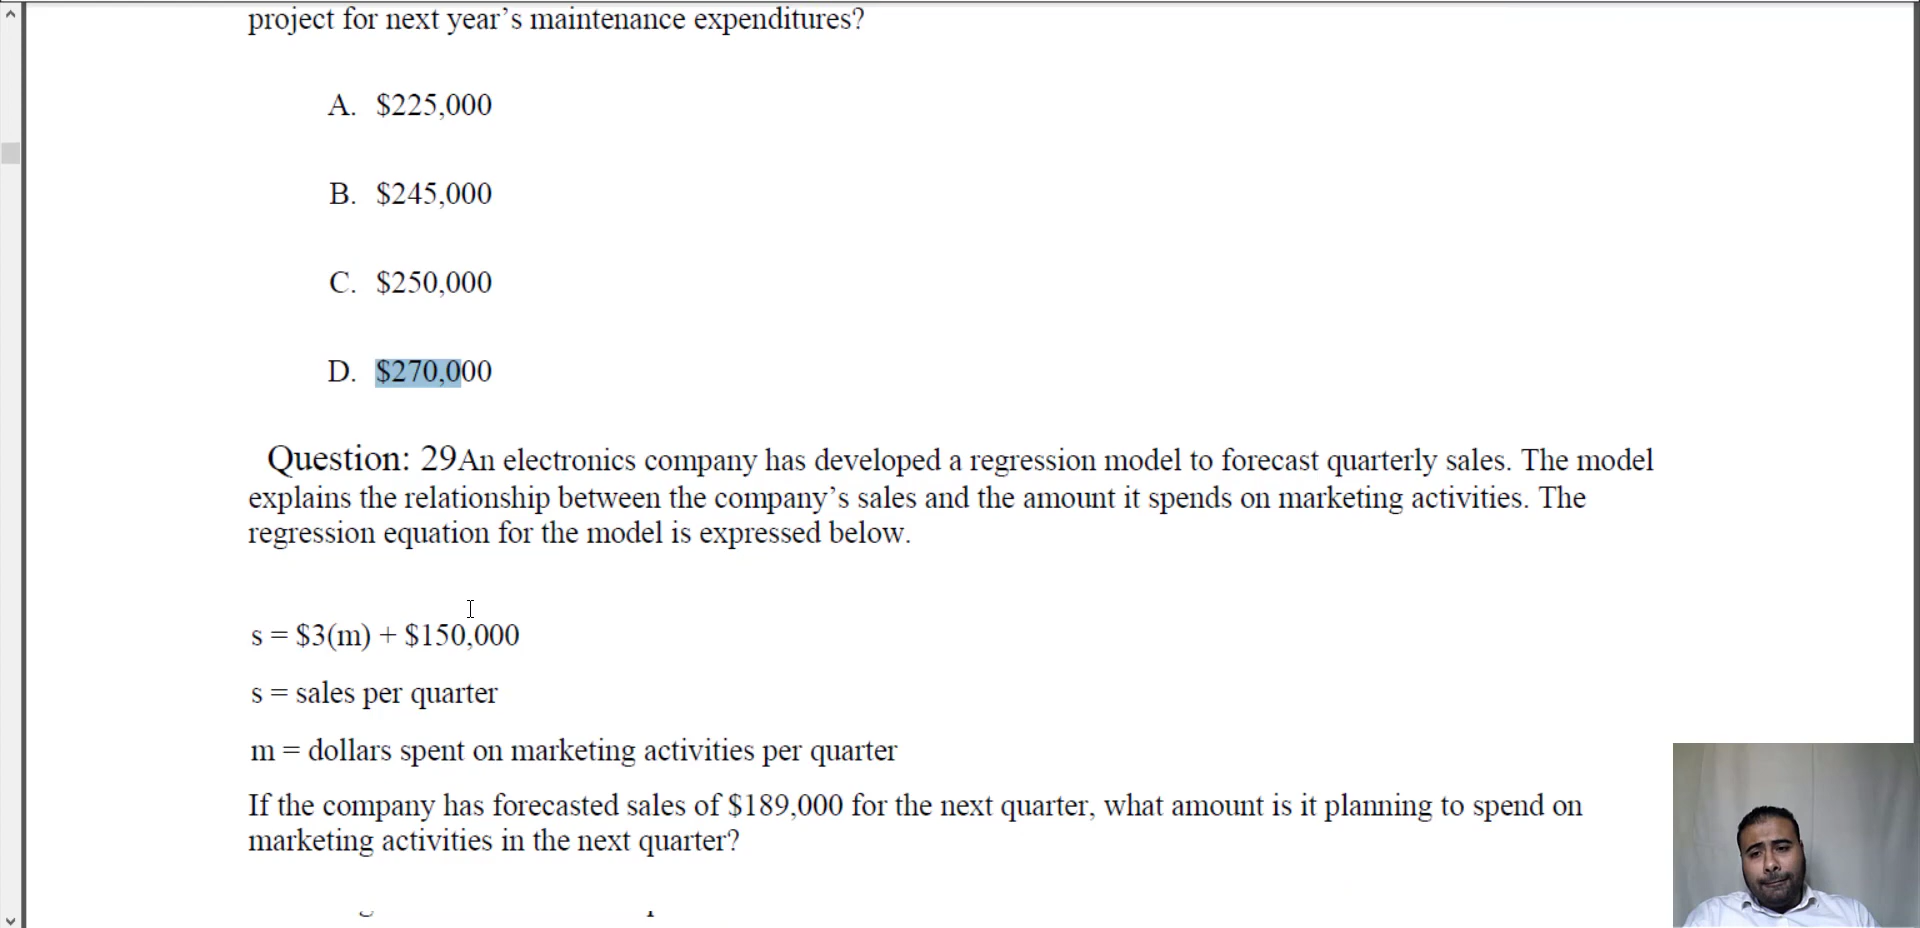 project for next year’s maintenance expenditures?
A. $225,000
B. $245,000
C. $250,000
D. $270,000
Question: 29An electronics company has developed a regression model to forecast quarterly sales. The model
explains the relationship between the company’s sales and the amount it spends on marketing activities. The
regression equation for the model is expressed below.
s = $3(m) + $150,000
s = sales per quarter
m = dollars spent on marketing activities per quarter
If the company has forecasted sales of $189,000 for the next quarter, what amount is it planning to spend on
marketing activities in the next quarter?